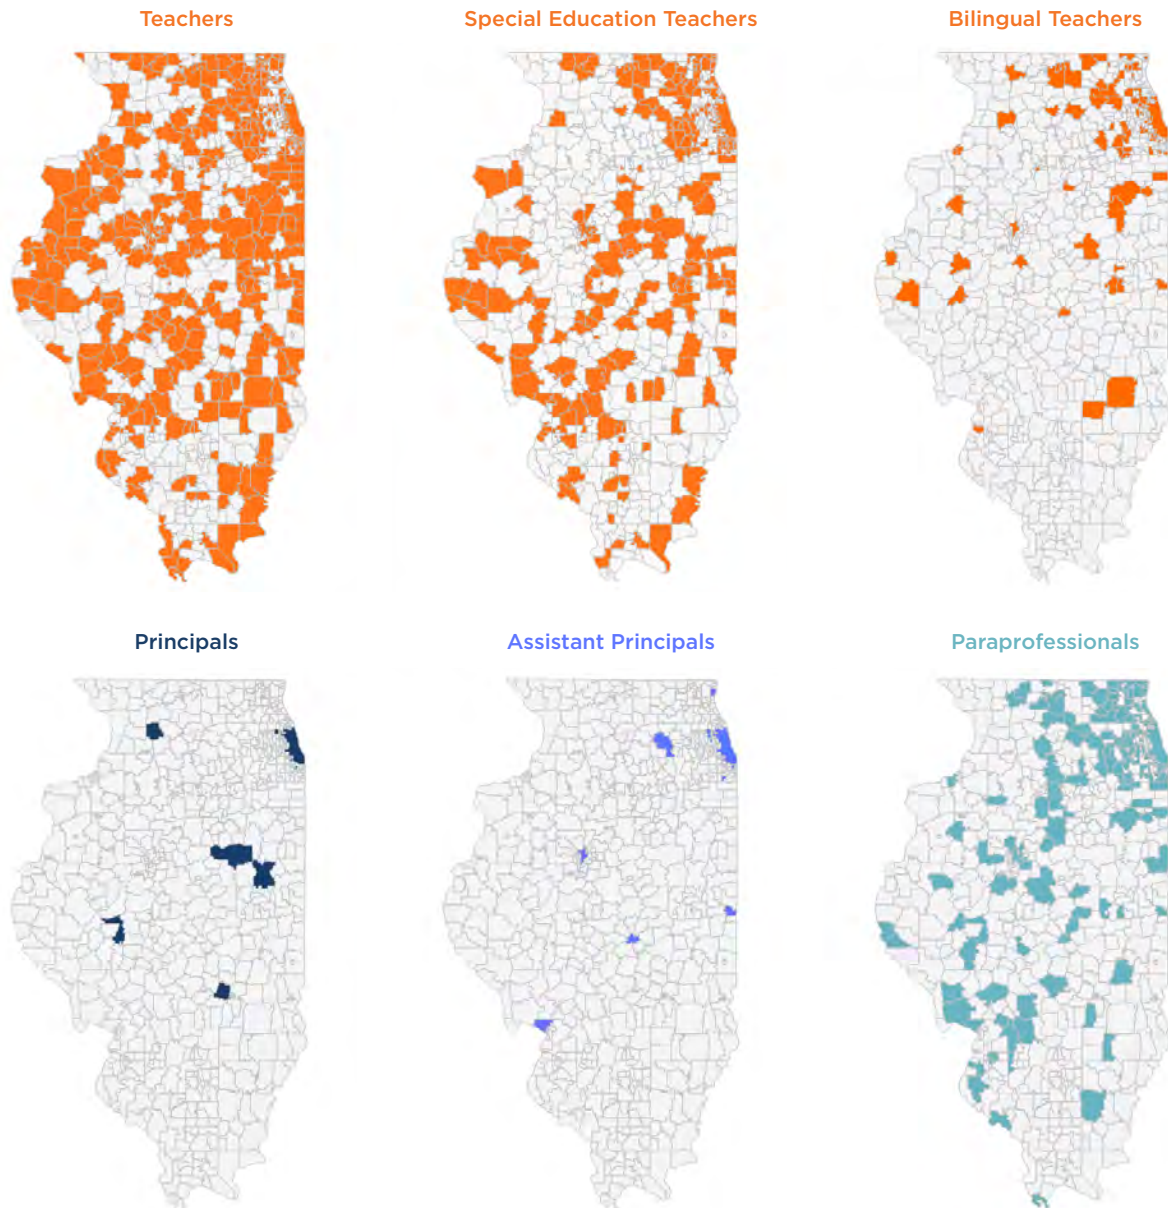 Teachers
Special Education Teachers
Bilingual Teachers
Principals
Assistant Principals
Paraprofessionals